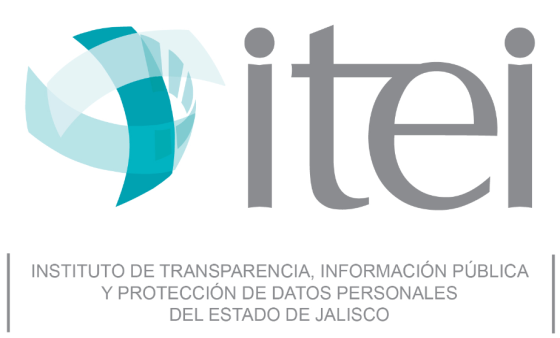 itei
INSTITUTO DE TRANSPARENCIA, INFORMACIÓN PÚBLICA
Y PROTECCIÓN DE DATOS PERSONALES
DEL ESTADO DE JALISCO